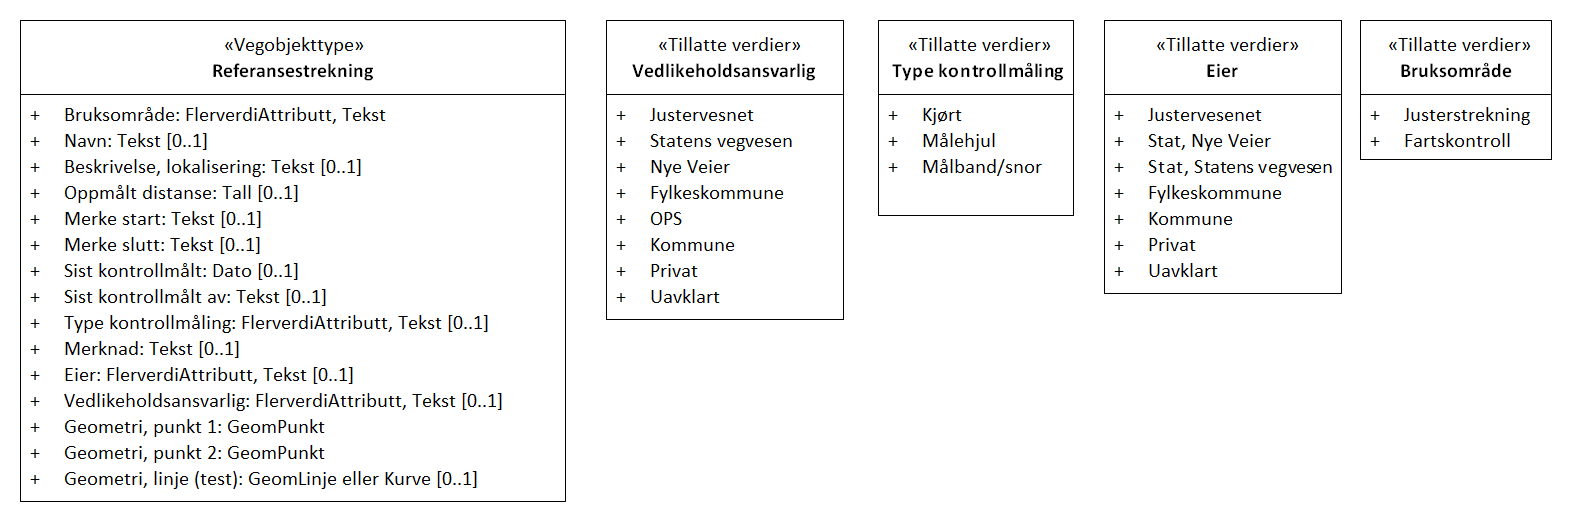 «Vegobjekttype»
Referansestrekning
+ Bruksområde: FlerverdiAttributt, Tekst
+ Navn: Tekst [0..1]
+ Beskrivelse, lokalisering: Tekst [0..1]
+ Oppmålt distanse: Tall [0..1]
+ Merke start: Tekst [0..1]
+ Merke slutt: Tekst [0..1]
+ Sist kontrollmålt: Dato [0..1]
+ Sist kontrollmålt av: Tekst [0..1]
+ Type kontrollmåling: FlerverdiAttributt, Tekst [0..1]
+ Merknad: Tekst [0..1]
+ Eier: FlerverdiAttributt, Tekst [0..1]
+ Vedlikeholdsansvarlig: FlerverdiAttributt, Tekst [0..1]
+ Geometri, punkt 1: GeomPunkt
+ Geometri, punkt 2: GeomPunkt
+ Geometri, linje (test): GeomLinje eller Kurve [0..1]
«Tillatte verdier»
Vedlikeholdsansvarlig
+ Justervesnet
+ Statens vegvesen
+ Nye Veier
+ Fylkeskommune
+ OPS
+ Kommune
+ Privat
+ Uavklart
«Tillatte verdier»
Type kontrollmåling
+ Kjørt
+ Målehjul
+ Målbånd/snor
«Tillatte verdier»
Eier
+ Justervesenet
+ Stat, Nye Veier
+ Stat, Statens vegvesen
+ Fylkeskommune
+ Kommune
+ Privat
+ Uavklart
«Tillatte verdier»
Bruksområde
+ Justerstrekning
+ Fartskontroll